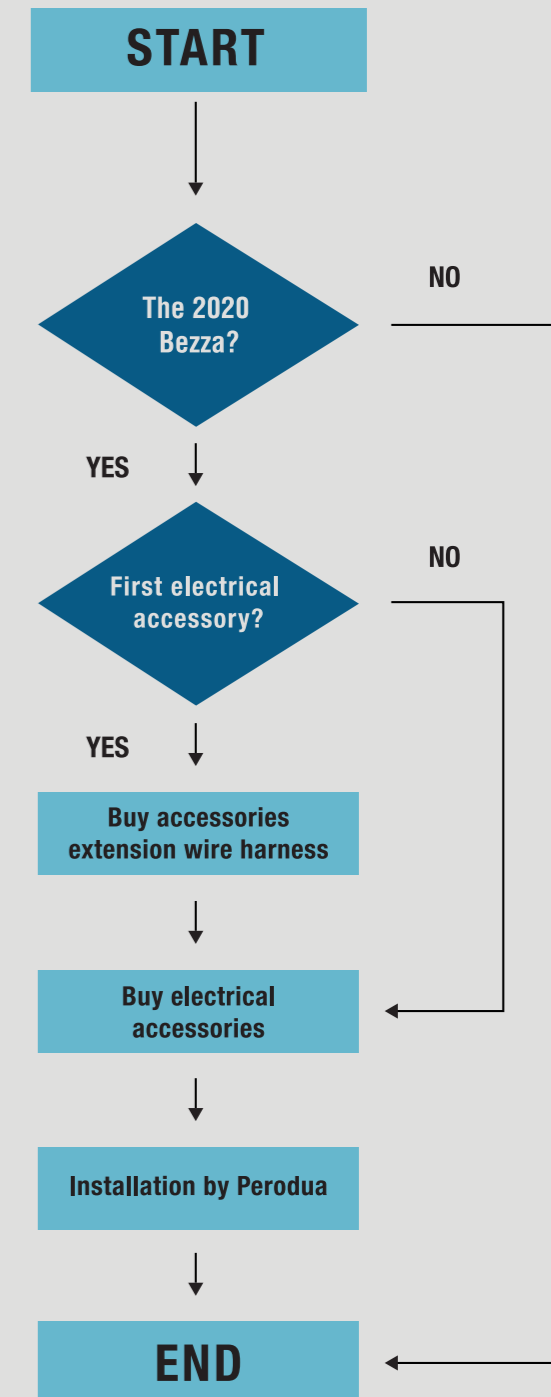 START
The 2020
Bezza?
NO
YES
First electrical
accessory?
NO
YES
Buy accessories
extension wire harness
Buy electrical
accessories
Installation by Perodua
END